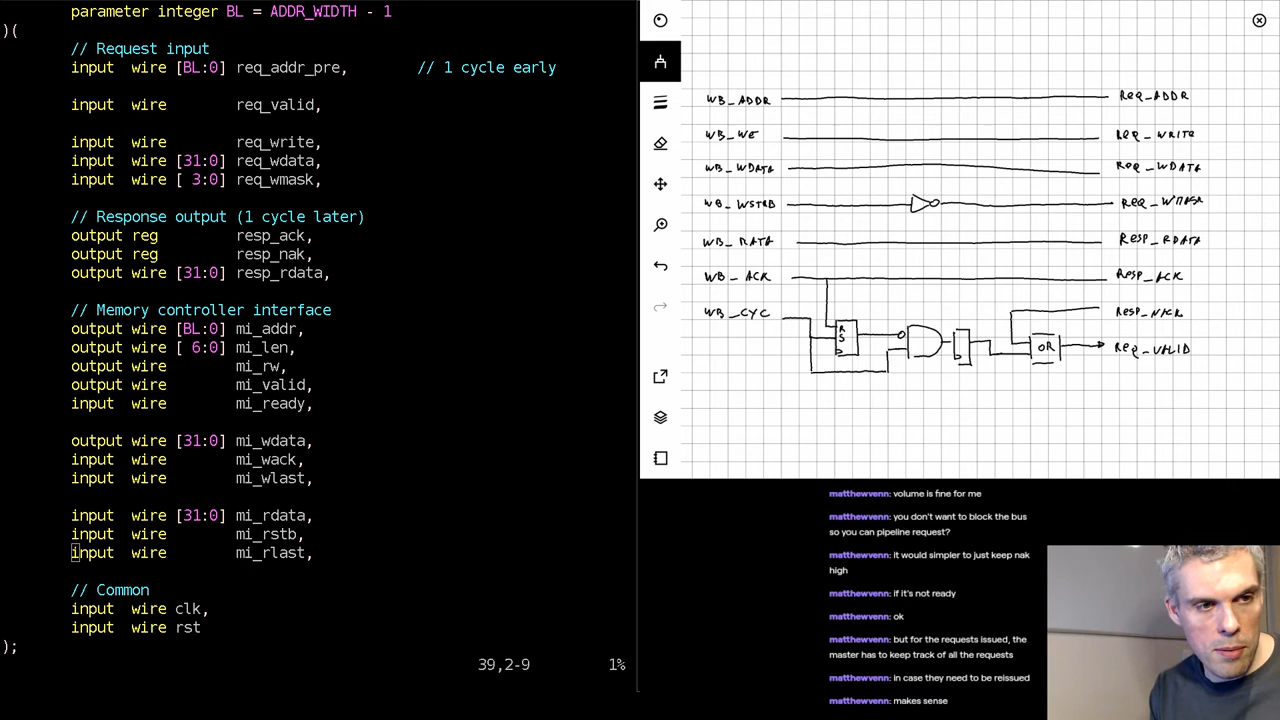 parameter integer BL = ADDR_WIDTH - 1
)(
// Request input
input wire [BL:0] req_addr_pre, // 1 cycle early
input wire req_valid,
input wire req_write,
input wire [31:0] req_wdata,
input wire [ 3:0] req_wmask,
// Response output (1 cycle later)
output reg resp_ack,
output reg resp_nak,
output wire [31:0] resp_rdata,
// Memory controller interface
output wire [BL:0] mi_addr,
output wire [ 6:0] mi_len,
output wire mi_rw,
output wire mi_valid,
input wire mi_ready,
output wire [31:0] mi_wdata,
input wire mi_wack,
input wire mi_wlast,
input wire [31:0] mi_rdata,
input wire mi_rstb,
input wire mi_rlast,
// Common
input wire clk,
input wire rst
);
39,2-9 1%
WB_ADDR REQ_ADDR
WB_WE REQ_WRITE
WB_WDATA REQ_WDATA
WB_WSTRB REQ_WMASK
WB_RATA RESP_RDATA
WB_ACK RESP_ACK
WB_CYC RESP_NACK
R
S
OR REQ_VALID
matthewvenn: volume is fine for me
matthewvenn: you don't want to block the bus
so you can pipeline request?
matthewvenn: it would simpler to just keep nak
high
matthewvenn: if it's not ready
matthewvenn: ok
matthewvenn: but for the requests issued, the
master has to keep track of all the requests
matthewvenn: in case they need to be reissued
matthewvenn: makes sense